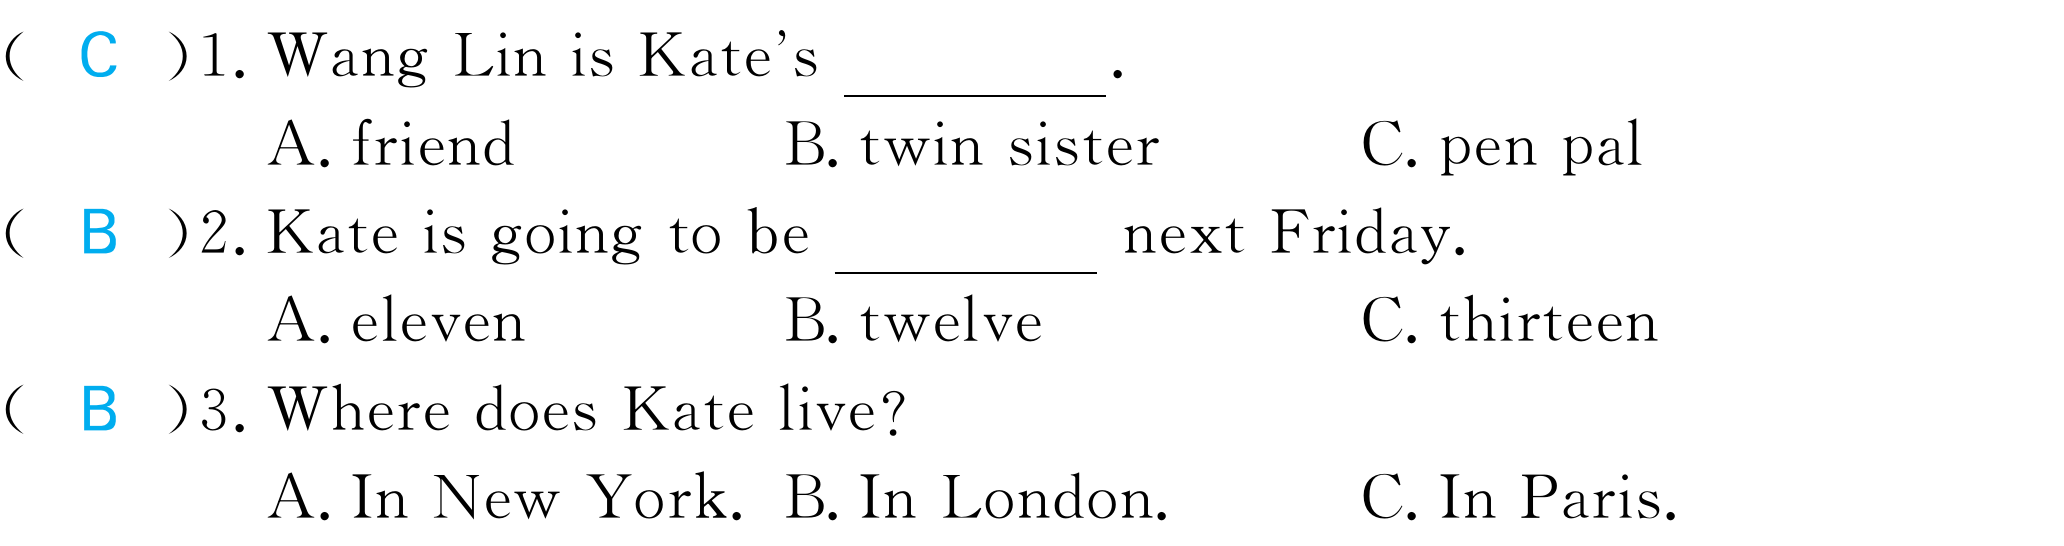 ( C )1. Wang Lin is Kate's ________.
A. friend B. twin sister C. pen pal
( B )2. Kate is going to be ________ next Friday.
A. eleven B. twelve C. thirteen
( B )3. Where does Kate live?
A. In New York. B. In London. C. In Paris.